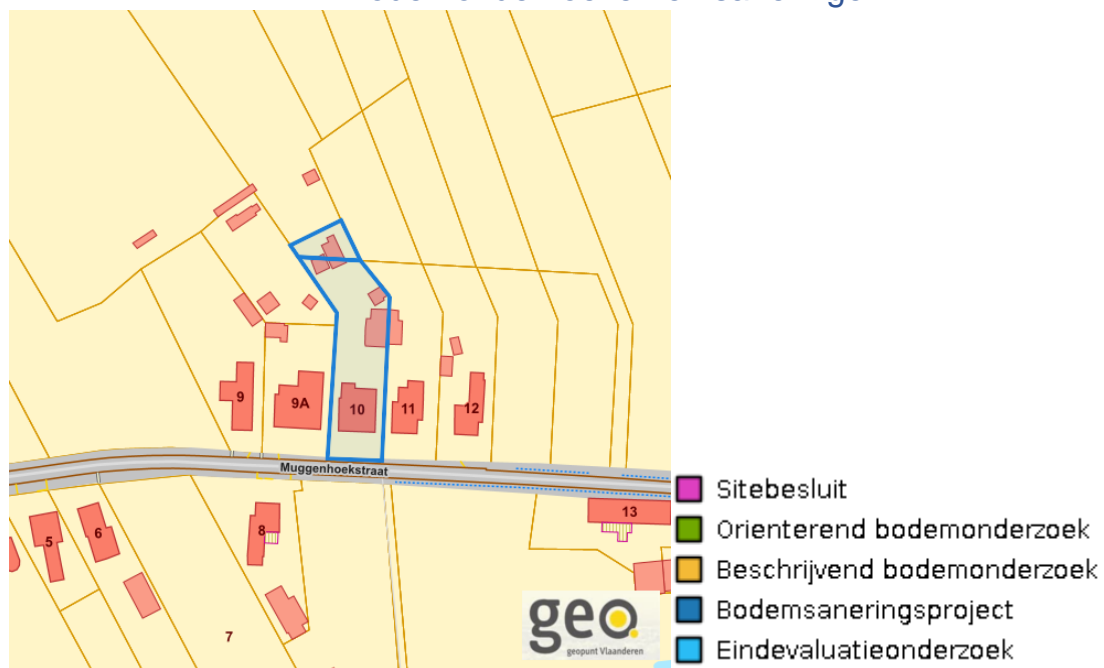 9
9A
10
11
12
Muggenhoekstraat
5
6
8
13
7
geo.
geopunt Vlaanderen
Sitebesluit
Orienterend bodemonderzoek
Beschrijvend bodemonderzoek
Bodemsaneringsproject
Eindevaluatieonderzoek